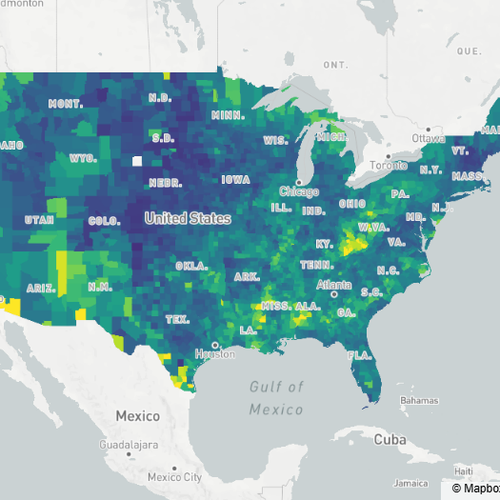 dmonton
ONT.
QUE.
MONT.
N.D.
MINN.
Ottawa
MAI
AHO
S.D.
WIS.
MICH.
Toronto
VT.
WYO.
N.Y.
MASS.
NEBR.
IOWA
Chicago
PA.
UTAH
COLO.
United States
ILL.
IND.
OHIO
MD.
N.
W.VA.
VA.
KY.
OKLA.
TENN.
N.C.
ARIZ.
N.M.
ARK.
Atlanta
S.C.
MISS.
ALA.
GA.
TEX.
LA.
Houston
FLA.
Gulf of
Mexico
Mexico
Bahamas
Guadalajara
Cuba
Mexico City
Haiti
Jamaica
© Mapbox